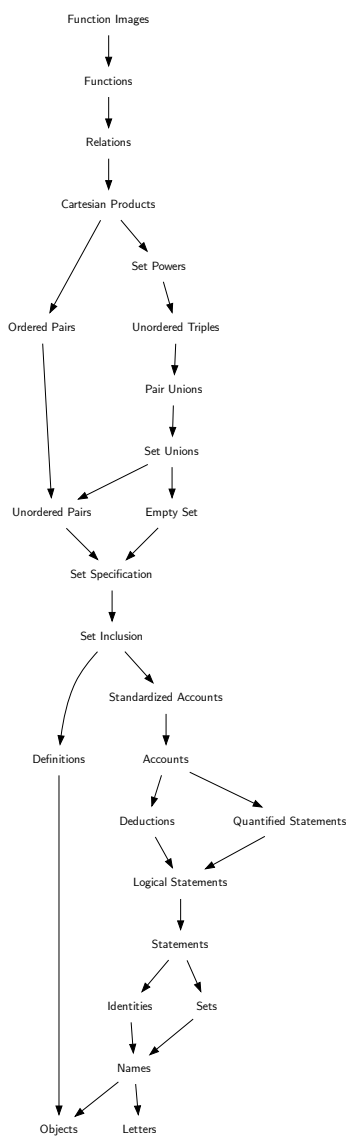 Function Images
Functions
Relations
Cartesian Products
Set Powers
Ordered Pairs
Unordered Triples
Pair Unions
Set Unions
Unordered Pairs
Empty Set
Set Specification
Set Inclusion
Standardized Accounts
Definitions
Accounts
Deductions
Quantified Statements
Logical Statements
Statements
Identities
Sets
Names
Objects
Letters